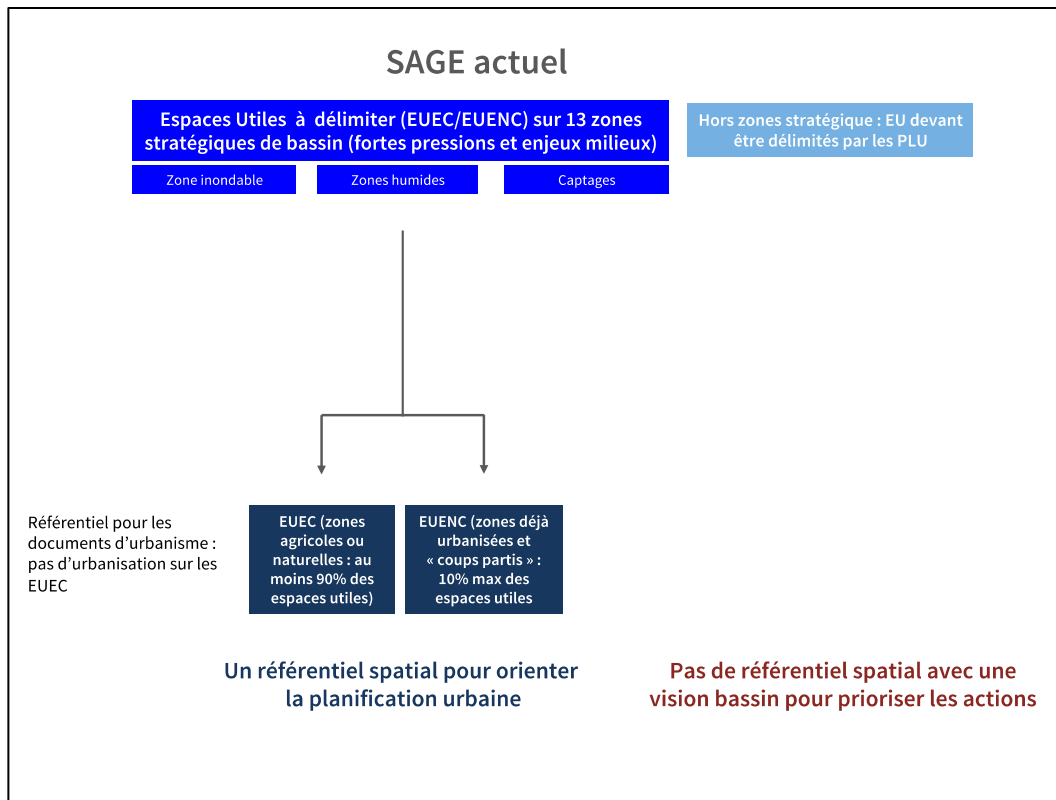 SAGE actuel
Espaces Utiles à délimiter (EUEC/EUENC) sur 13 zones
stratégiques de bassin (fortes pressions et enjeux milieux)
Hors zones stratégique : EU devant
être délimités par les PLU
Zone inondable
Zones humides
Captages
Référentiel pour les
documents d’urbanisme :
pas d’urbanisation sur les
EUEC
EUEC (zones
agricoles ou
naturelles : au
moins 90% des
espaces utiles)
EUENC (zones déjà
urbanisées et
« coups partis » :
10% max des
espaces utiles
Un référentiel spatial pour orienter
la planification urbaine
Pas de référentiel spatial avec une
vision bassin pour prioriser les actions